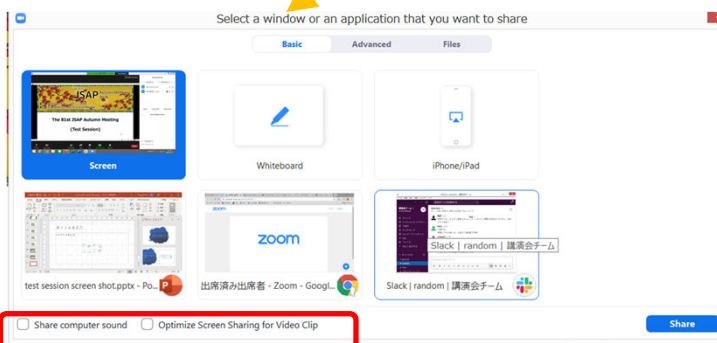 Select a window or an application that you want to share
Basic Advanced Files
JSAP
The 81st JSAP Autumn Meeting
(Test Session)
Screen
Whiteboard
iPhone/iPad
zoom
zoom
Slack | random | 講演会チーム
test session screen shot.pptx - Po...
出席済み出席者 - Zoom - Googl...
Slack | random | 講演会チーム
Share computer sound
Optimize Screen Sharing for Video Clip
Share